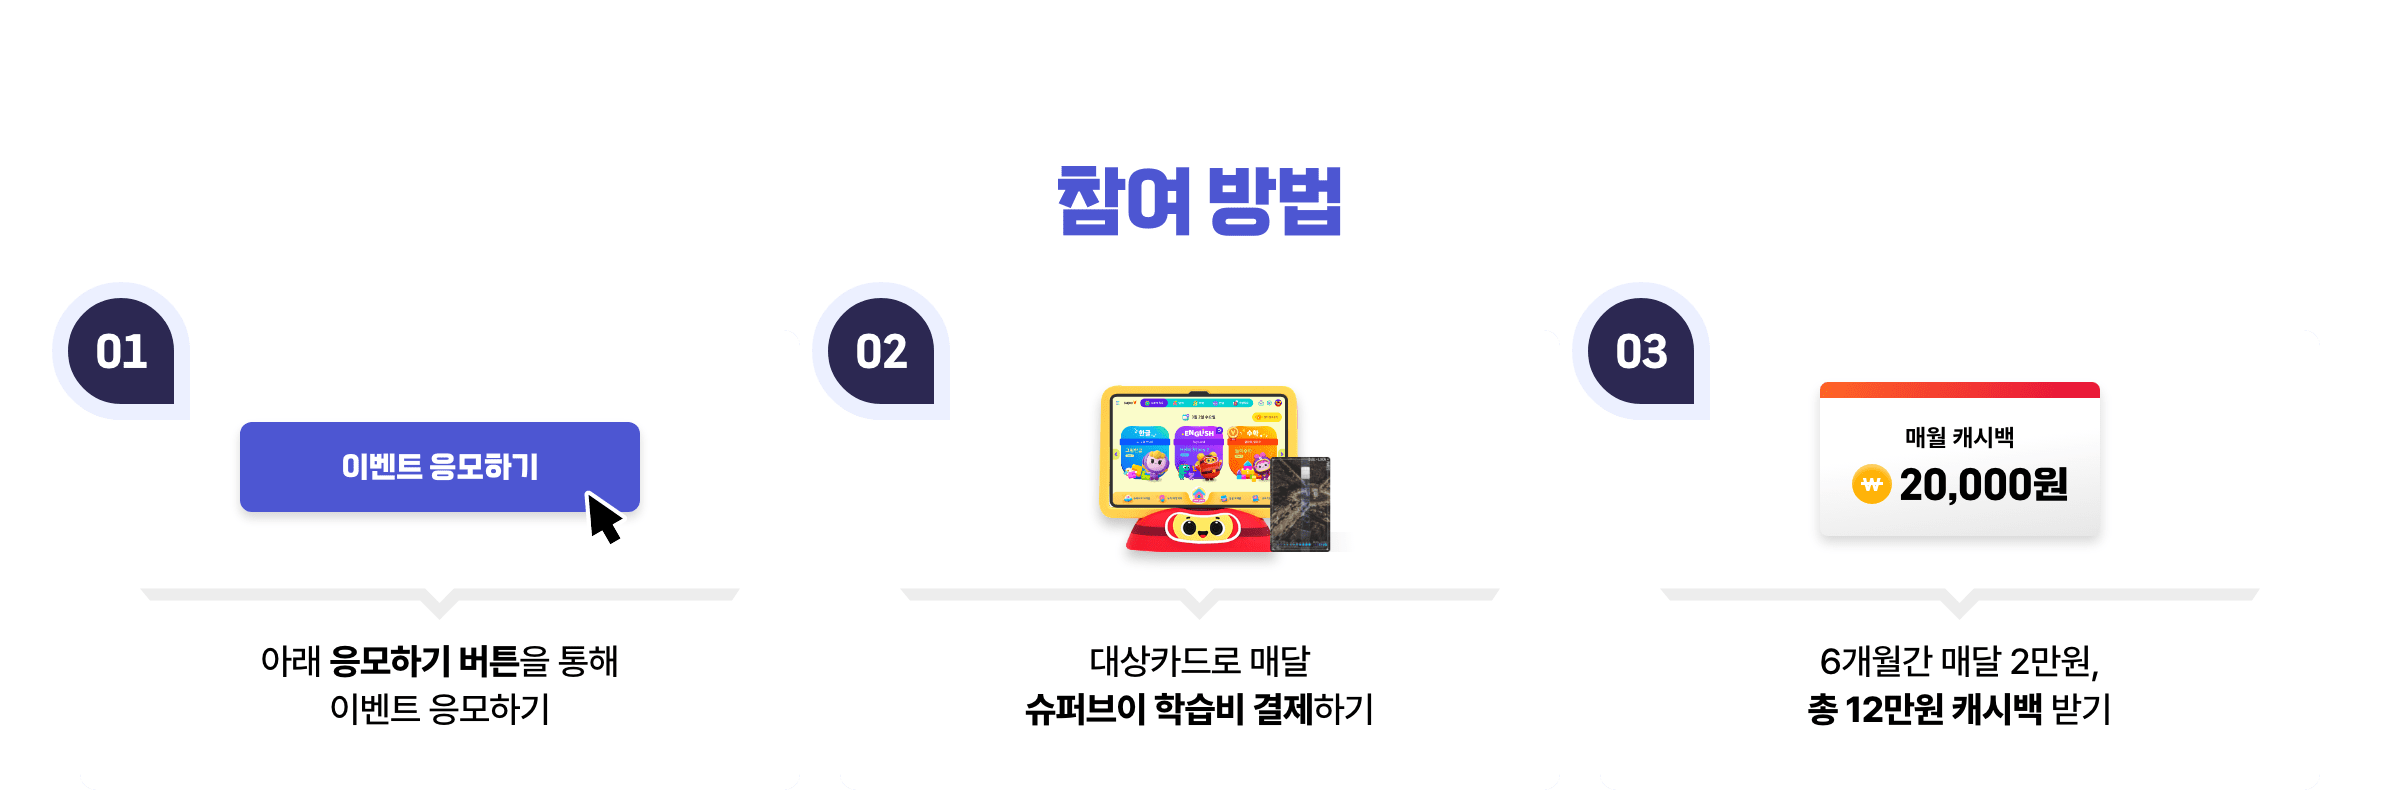 참여 방법
01
이벤트 응모하기
아래 응모하기 버튼을 통해
이벤트 응모하기
02
한글
ENGLISH
수학
대상카드로 매달
슈퍼브이 학습비 결제하기
03
매월 캐시백
₩ 20,000원
6개월간 매달 2만원,
총 12만원 캐시백 받기